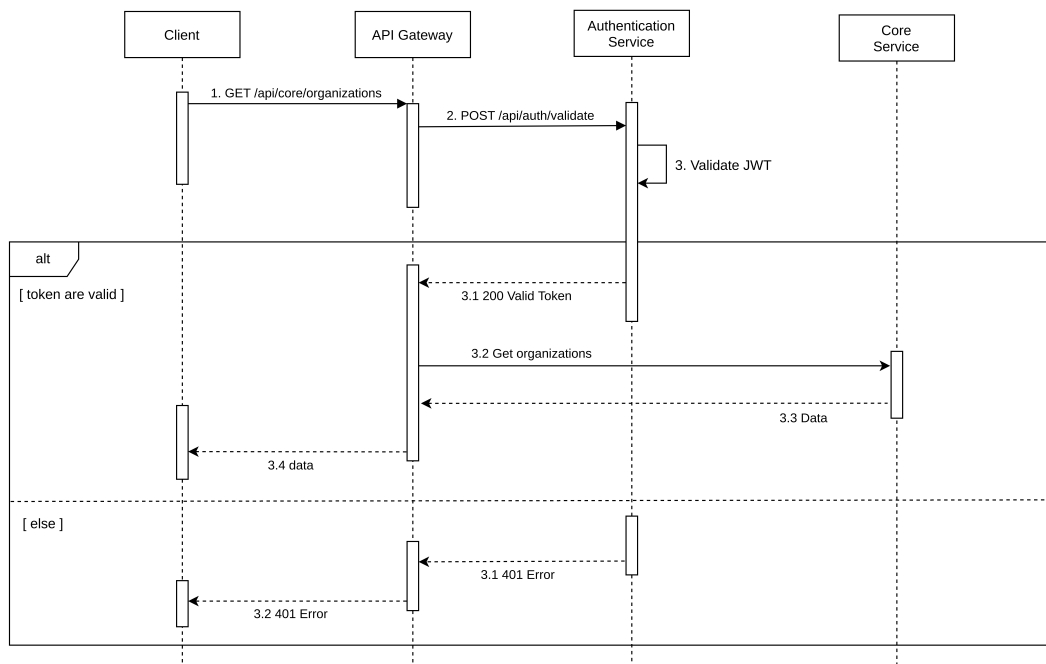 Client
API Gateway
Authentication
Service
Core
Service
1. GET /api/core/organizations
2. POST /api/auth/validate
3. Validate JWT
alt
[ token are valid ]
3.1 200 Valid Token
3.2 Get organizations
3.3 Data
3.4 data
[ else ]
3.1 401 Error
3.2 401 Error